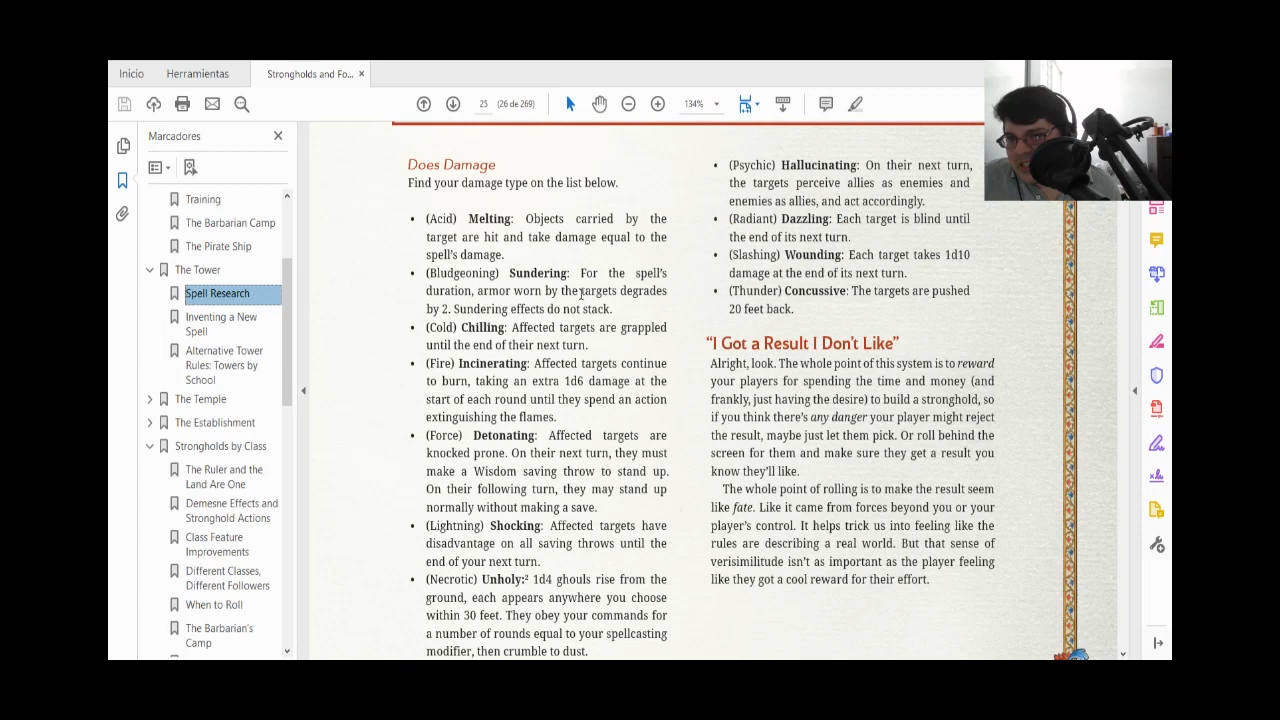 Inicio
Herramientas
Strongholds and Fo... ×
25
(26 de 269)
134%
Marcadores
Training
The Barbarian Camp
The Pirate Ship
The Tower
Spell Research
Inventing a New
Spell
Alternative Tower
Rules: Towers by
School
The Temple
The Establishment
Strongholds by Class
The Ruler and the
Land Are One
Demesne Effects and
Stronghold Actions
Class Feature
Improvements
Different Classes,
Different Followers
When to Roll
The Barbarian's
Camp
Does Damage
Find your damage type on the list below.
• (Acid) Melting: Objects carried by the
target are hit and take damage equal to the
spell's damage.
• (Bludgeoning) Sundering: For the spell's
duration, armor worn by the targets degrades
by 2. Sundering effects do not stack.
• (Cold) Chilling: Affected targets are grappled
until the end of their next turn.
• (Fire) Incinerating: Affected targets continue
to burn, taking an extra 1d6 damage at the
start of each round until they spend an action
extinguishing the flames.
• (Force) Detonating: Affected targets are
knocked prone. On their next turn, they must
make a Wisdom saving throw to stand up.
On their following turn, they may stand up
normally without making a save.
• (Lightning) Shocking: Affected targets have
disadvantage on all saving throws until the
end of your next turn.
• (Necrotic) Unholy:² 1d4 ghouls rise from the
ground, each appears anywhere you choose
within 30 feet. They obey your commands for
a number of rounds equal to your spellcasting
modifier, then crumble to dust.
• (Psychic) Hallucinating: On their next turn,
the targets perceive allies as enemies and
enemies as allies, and act accordingly.
• (Radiant) Dazzling: Each target is blind until
the end of its next turn.
• (Slashing) Wounding: Each target takes 1d10
damage at the end of its next turn.
• (Thunder) Concussive: The targets are pushed
20 feet back.
“I Got a Result I Don't Like”
Alright, look. The whole point of this system is to reward
your players for spending the time and money (and
frankly, just having the desire) to build a stronghold, so
if you think there's any danger your player might reject
the result, maybe just let them pick. Or roll behind the
screen for them and make sure they get a result you
know they'll like.
The whole point of rolling is to make the result seem
like fate. Like it came from forces beyond you or your
player's control. It helps trick us into feeling like the
rules are describing a real world. But that sense of
verisimilitude isn't as important as the player feeling
like they got a cool reward for their effort.